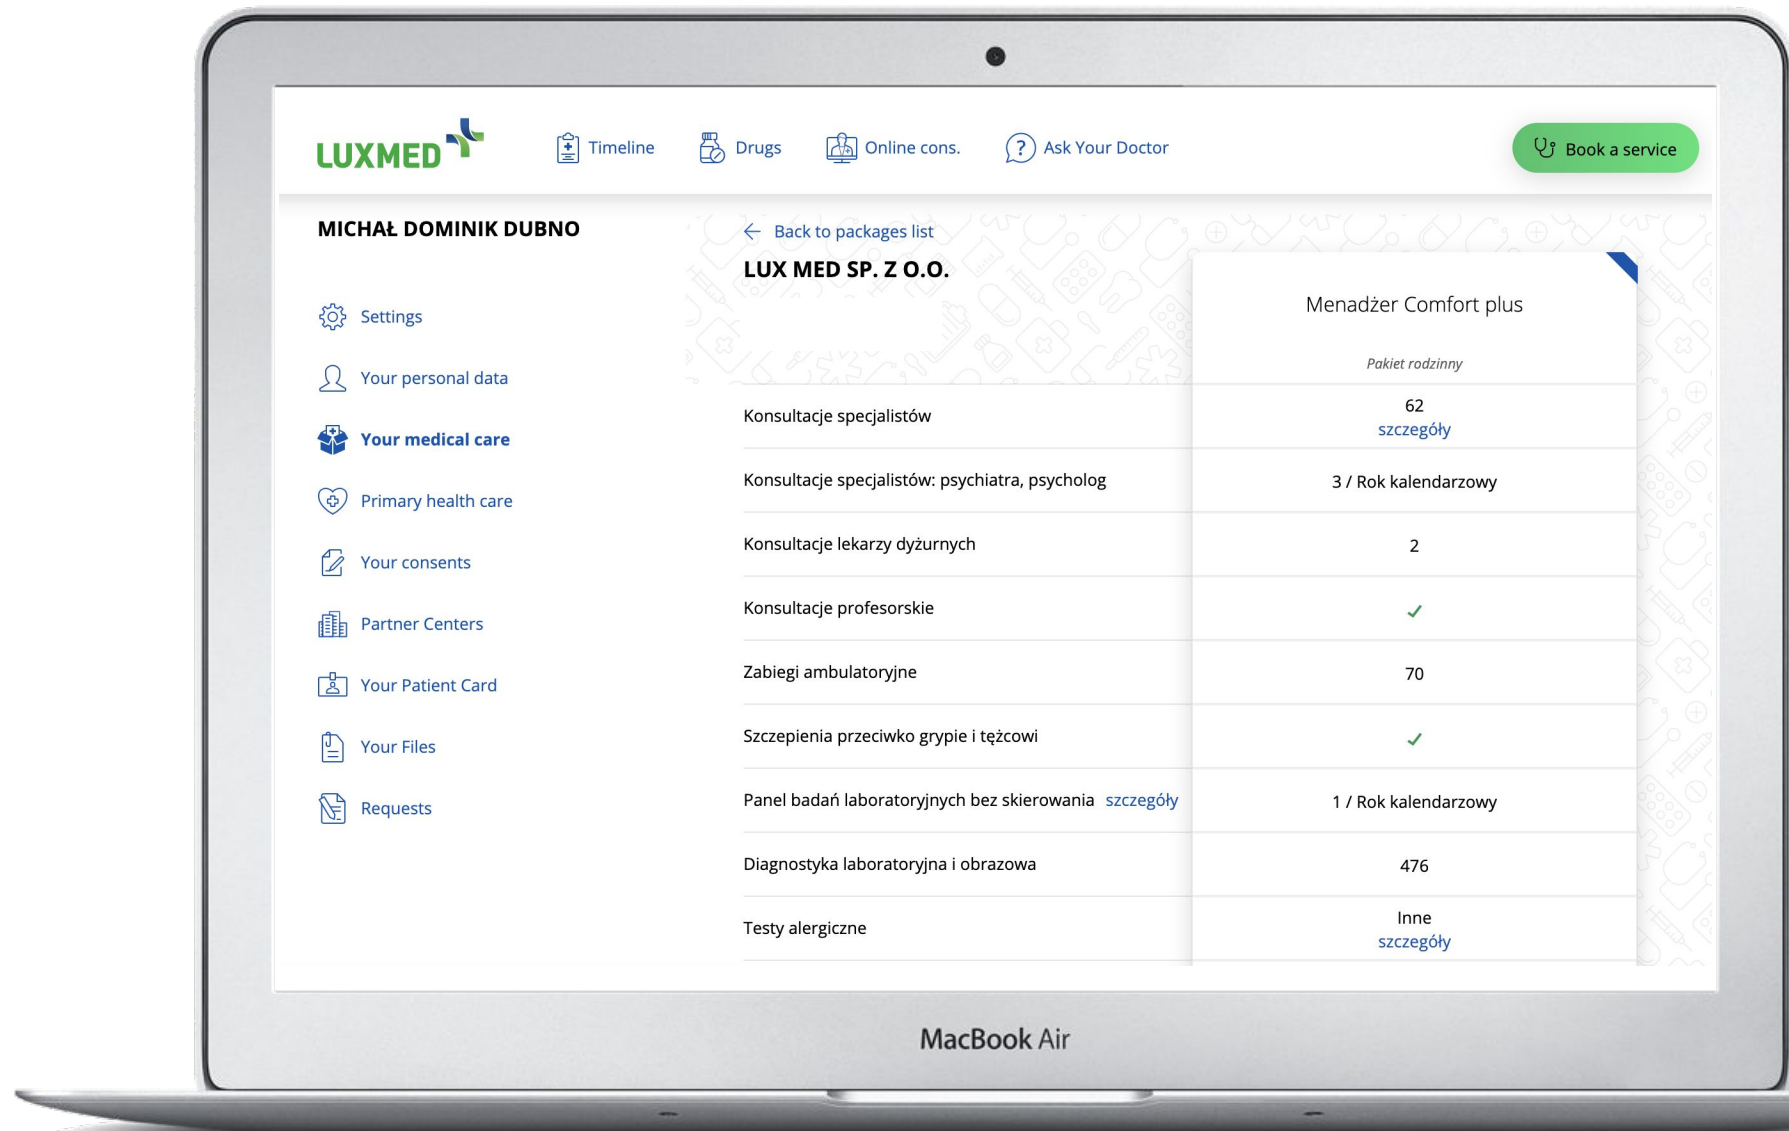 LUXMED
Timeline
Drugs
Online cons.
? Ask Your Doctor
Book a service
MICHAŁ DOMINIK DUBNO
Settings
Your personal data
Your medical care
Primary health care
Your consents
Partner Centers
Your Patient Card
Your Files
Requests
← Back to packages list
LUX MED SP. Z O.O.
Menadżer Comfort plus
Pakiet rodzinny
Konsultacje specjalistów
62
szczegóły
Konsultacje specjalistów: psychiatra, psycholog
3 / Rok kalendarzowy
Konsultacje lekarzy dyżurnych
2
Konsultacje profesorskie
Zabiegi ambulatoryjne
70
Szczepienia przeciwko grypie i tężcowi
Panel badań laboratoryjnych bez skierowania szczegóły
1 / Rok kalendarzowy
Diagnostyka laboratoryjna i obrazowa
476
Testy alergiczne
Inne
szczegóły
MacBook Air